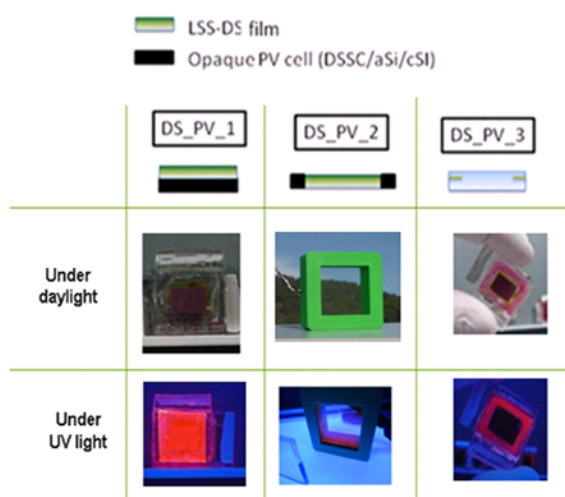 LSS-DS film
Opaque PV cell (DSSC/aSi/cSI)
DS_PV_1
DS_PV_2
DS_PV_3
Under
daylight
Under
UV light